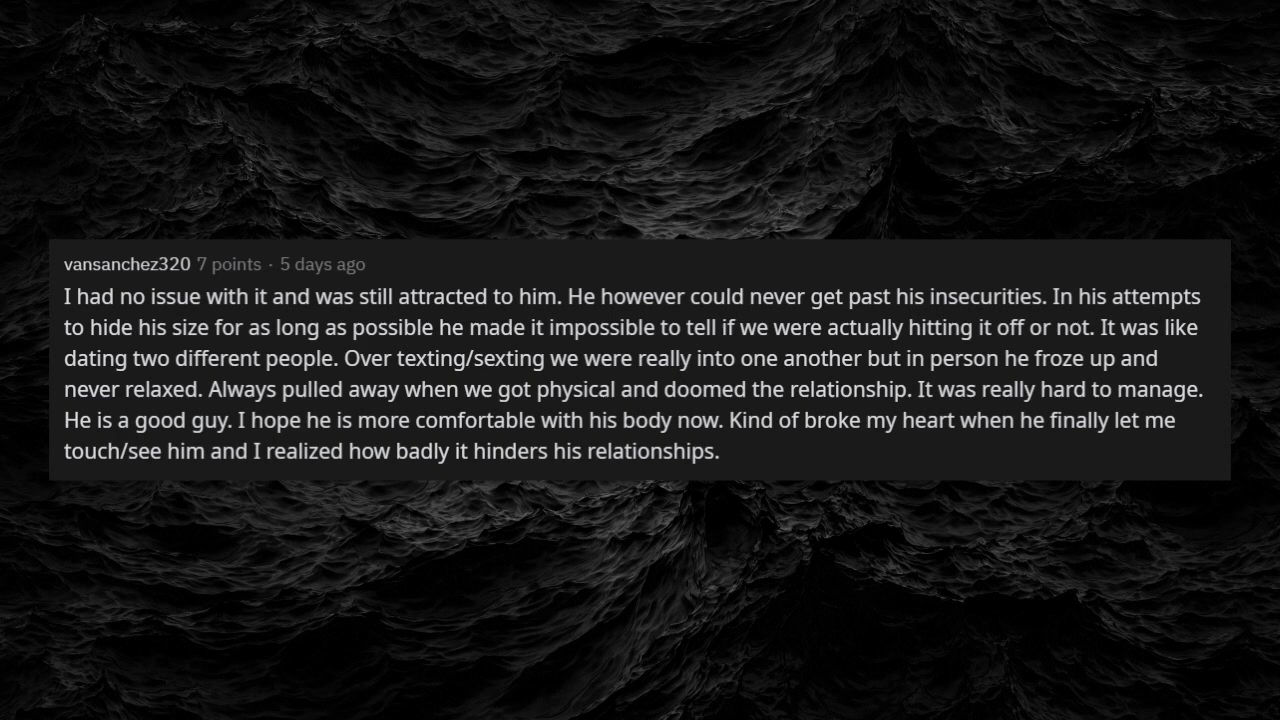 vansanchez320 7 points · 5 days ago
I had no issue with it and was still attracted to him. He however could never get past his insecurities. In his attempts
to hide his size for as long as possible he made it impossible to tell if we were actually hitting it off or not. It was like
dating two different people. Over texting/sexting we were really into one another but in person he froze up and
never relaxed. Always pulled away when we got physical and doomed the relationship. It was really hard to manage.
He is a good guy. I hope he is more comfortable with his body now. Kind of broke my heart when he finally let me
touch/see him and I realized how badly it hinders his relationships.